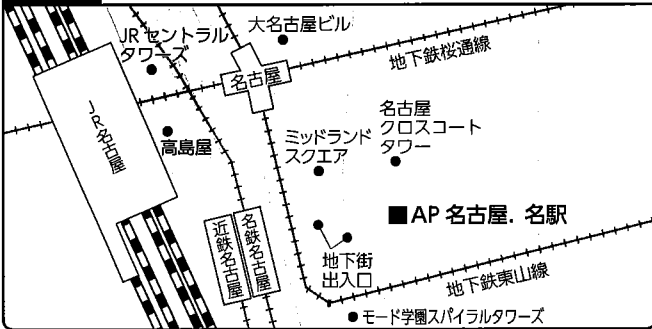 JRセントラル
タワーズ
大名古屋ビル
地下鉄桜通線
名古屋
JR名古屋
高島屋
ミッドランド
スクエア
名古屋
クロスコート
タワー
■AP 名古屋. 名駅
近鉄名古屋
名鉄名古屋
地下街
出入口
地下鉄東山線
モード学園スパイラルタワーズ